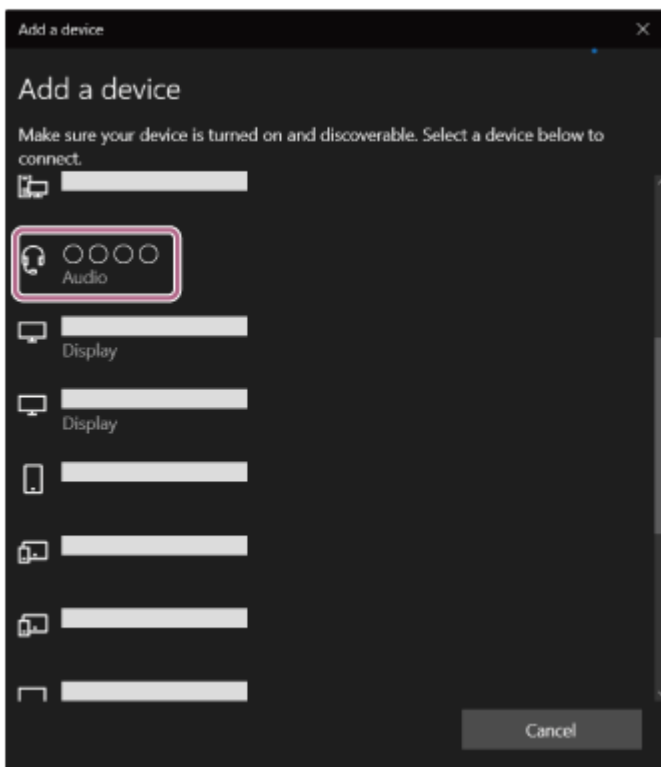 Add a device
Add a device
Make sure your device is turned on and discoverable. Select a device below to
connect.
○○○○
Audio
Display
Display
Cancel